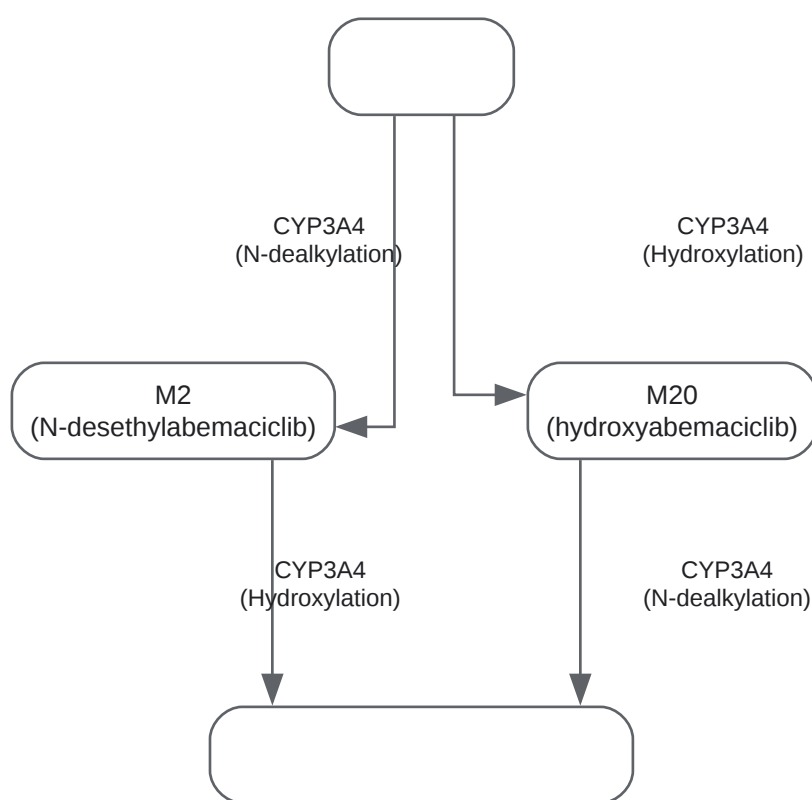 CYP3A4
(N-dealkylation)
CYP3A4
(Hydroxylation)
M2
(N-desethylabemaciclib)
M20
(hydroxyabemaciclib)
CYP3A4
(Hydroxylation)
CYP3A4
(N-dealkylation)